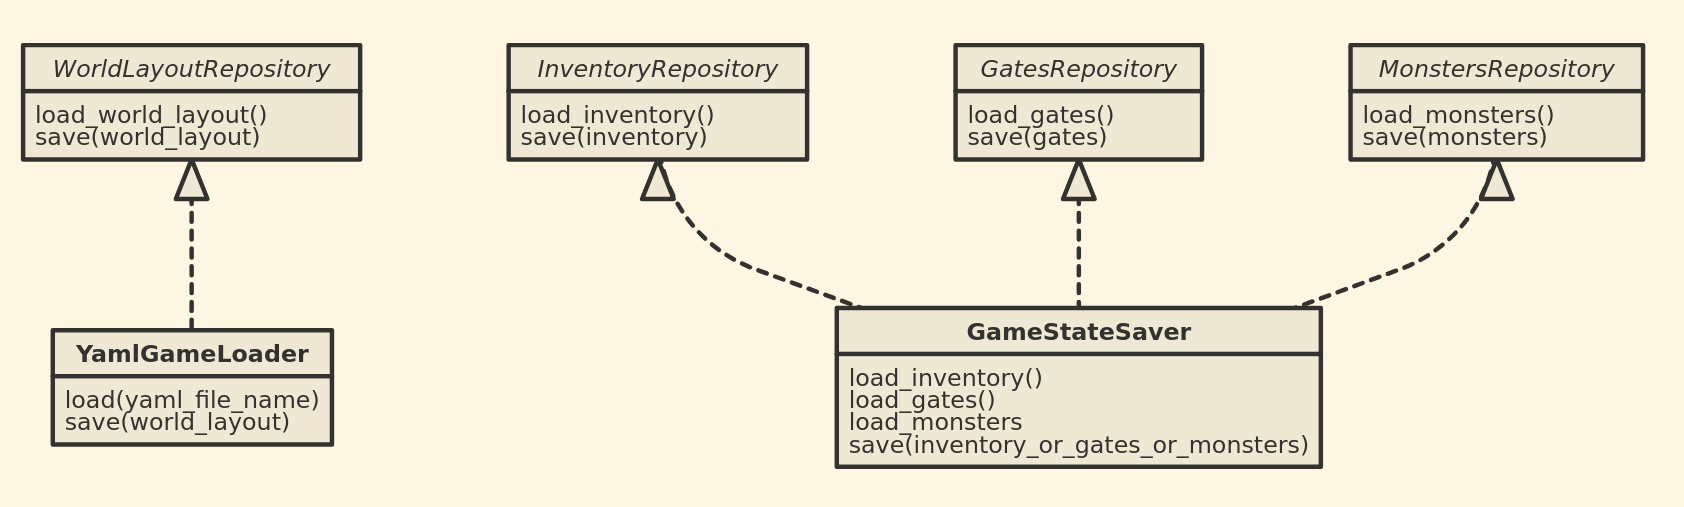 WorldLayoutRepository
load_world_layout()
save(world_layout)
InventoryRepository
load_inventory()
save(inventory)
GatesRepository
load_gates()
save(gates)
MonstersRepository
load_monsters()
save(monsters)
YamlGameLoader
load(yaml_file_name)
save(world_layout)
GameStateSaver
load_inventory()
load_gates()
load_monsters
save(inventory_or_gates_or_monsters)